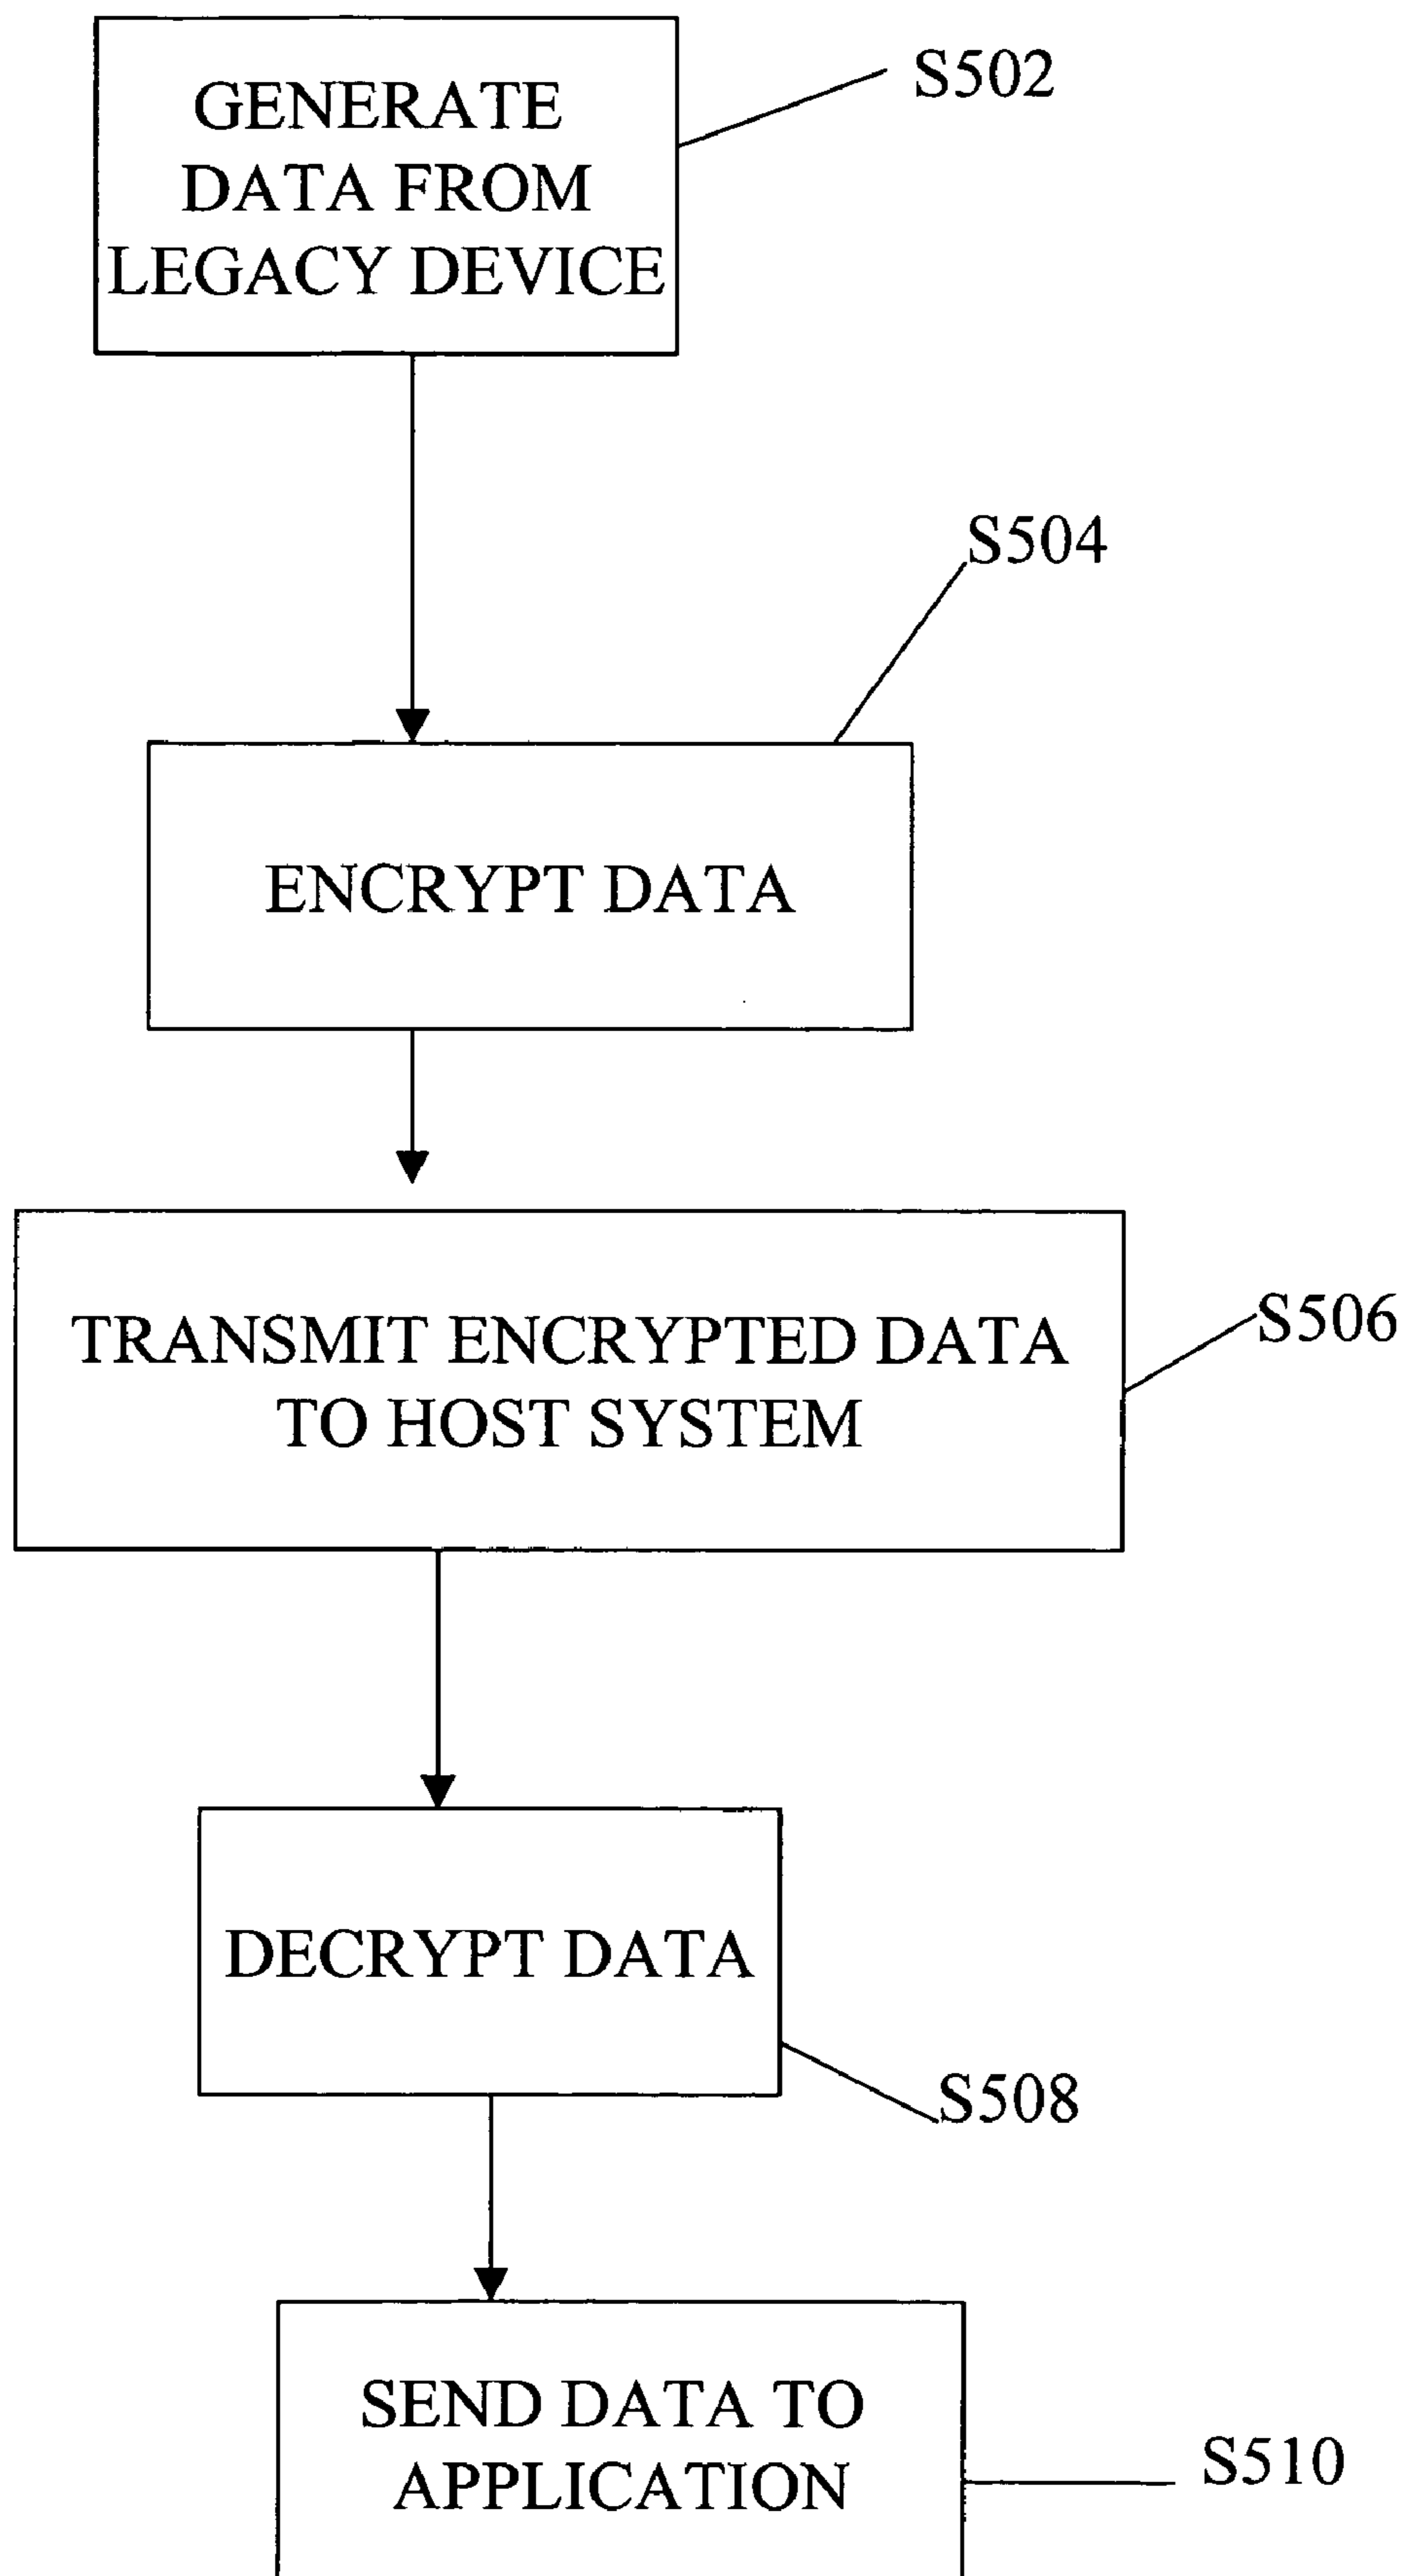 GENERATE
DATA FROM
LEGACY DEVICE
S502
S504
ENCRYPT DATA
TRANSMIT ENCRYPTED DATA
TO HOST SYSTEM
S506
DECRYPT DATA
S508
SEND DATA TO
APPLICATION
S510